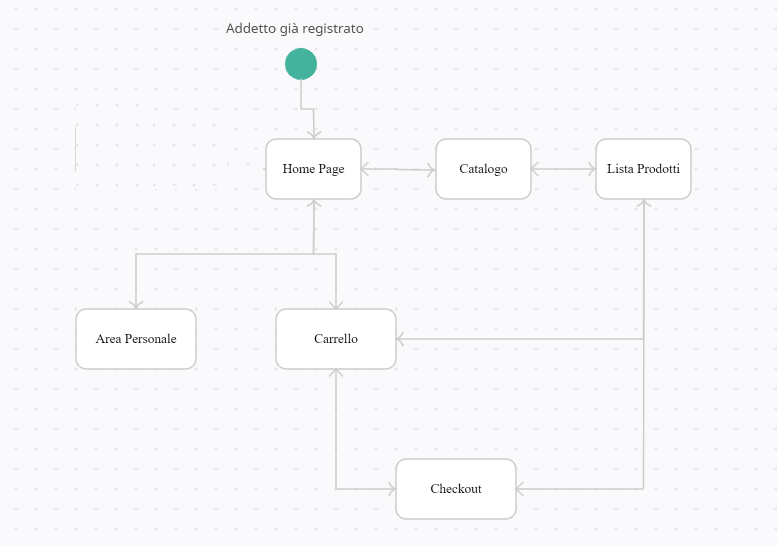 Addetto già registrato
Home Page
Catalogo
Lista Prodotti
Area Personale
Carrello
Checkout